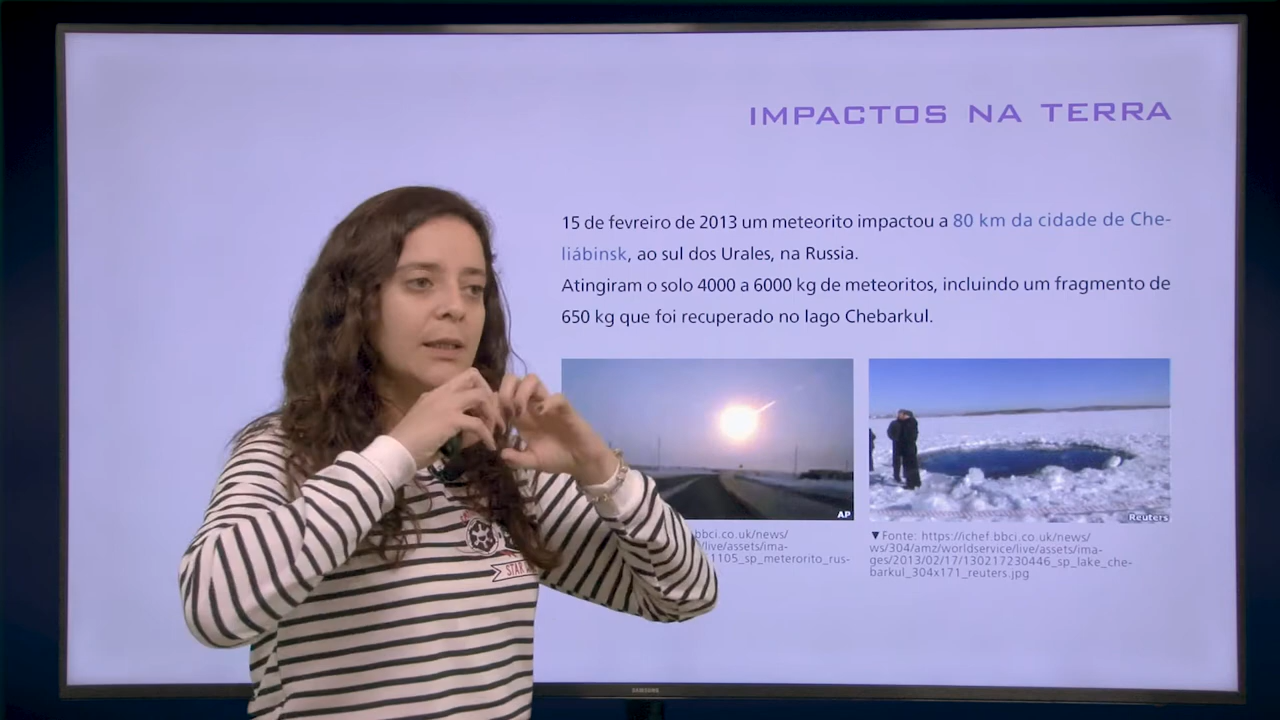 IMPACTOS NA TERRA
15 de fevreiro de 2013 um meteorito impactou a 80 km da cidade de Che-
liábinsk, ao sul dos Urales, na Russia.
Atingiram o solo 4000 a 6000 kg de meteoritos, incluindo um fragmento de
650 kg que foi recuperado no lago Chebarkul.
AP
Reuters
bbci.co.uk/news/
/live/assets/ima-
1105_sp_meterorito_rus-
▼Fonte: https://ichef bbci.co.uk/news/
ws/304/amz/worldservice/live/assets/ima-
ges/2013/02/17/130217230446_sp_lake_che-
barkul_304x171_reuters.jpg
STAR
SAMSUNG